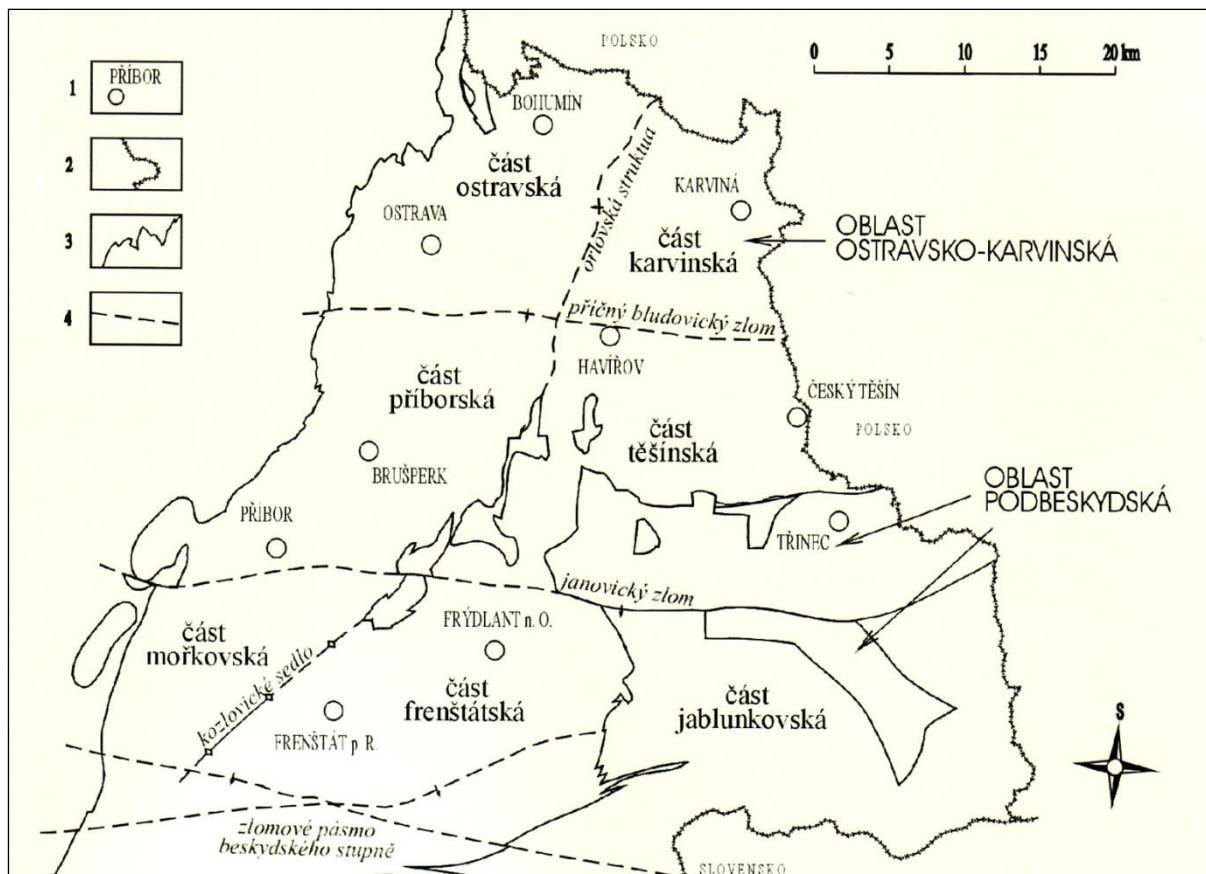 POLSKO
0 5 10 15 20 km
1 PŘÍBOR
2
3
4
BOHUMÍN
část
ostravská
orlovská struktua
KARVINÁ
OSTRAVA
část
karvinská
OBLAST
OSTRAVSKO-KARVINSKÁ
příčný bludovický zlom
HAVÍŘOV
část
příborská
ČESKÝ TĚŠÍN
POLSKO
část
těšínská
BRUŠPERK
OBLAST
PODBESKYDSKÁ
PŘÍBOR
TŘINEC
janovický zlom
FRÝDLANT n. O.
část
mořkovská
kozlovické sedlo
část
frenštátská
část
jablunkovská
FRENŠTÁT p R.
S
zlomové pásmo
beskydského stupně
SLOVENSKO